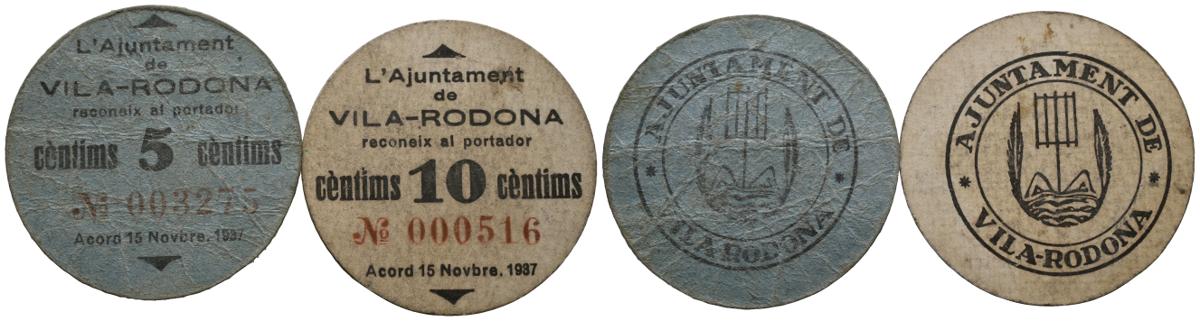 L'Ajuntament
de
VILA-RODONA
reconeix al portador
cèntims 5 cèntims
№ 003275
Acord 15 Novbre. 1937
L'Ajuntament
de
VILA-RODONA
reconeix al portador
cèntims 10 cèntims
№ 000516
Acord 15 Novbre. 1937
* AJUNTAMENT DE *
VILA-RODONA
* AJUNTAMENT DE *
VILA-RODONA